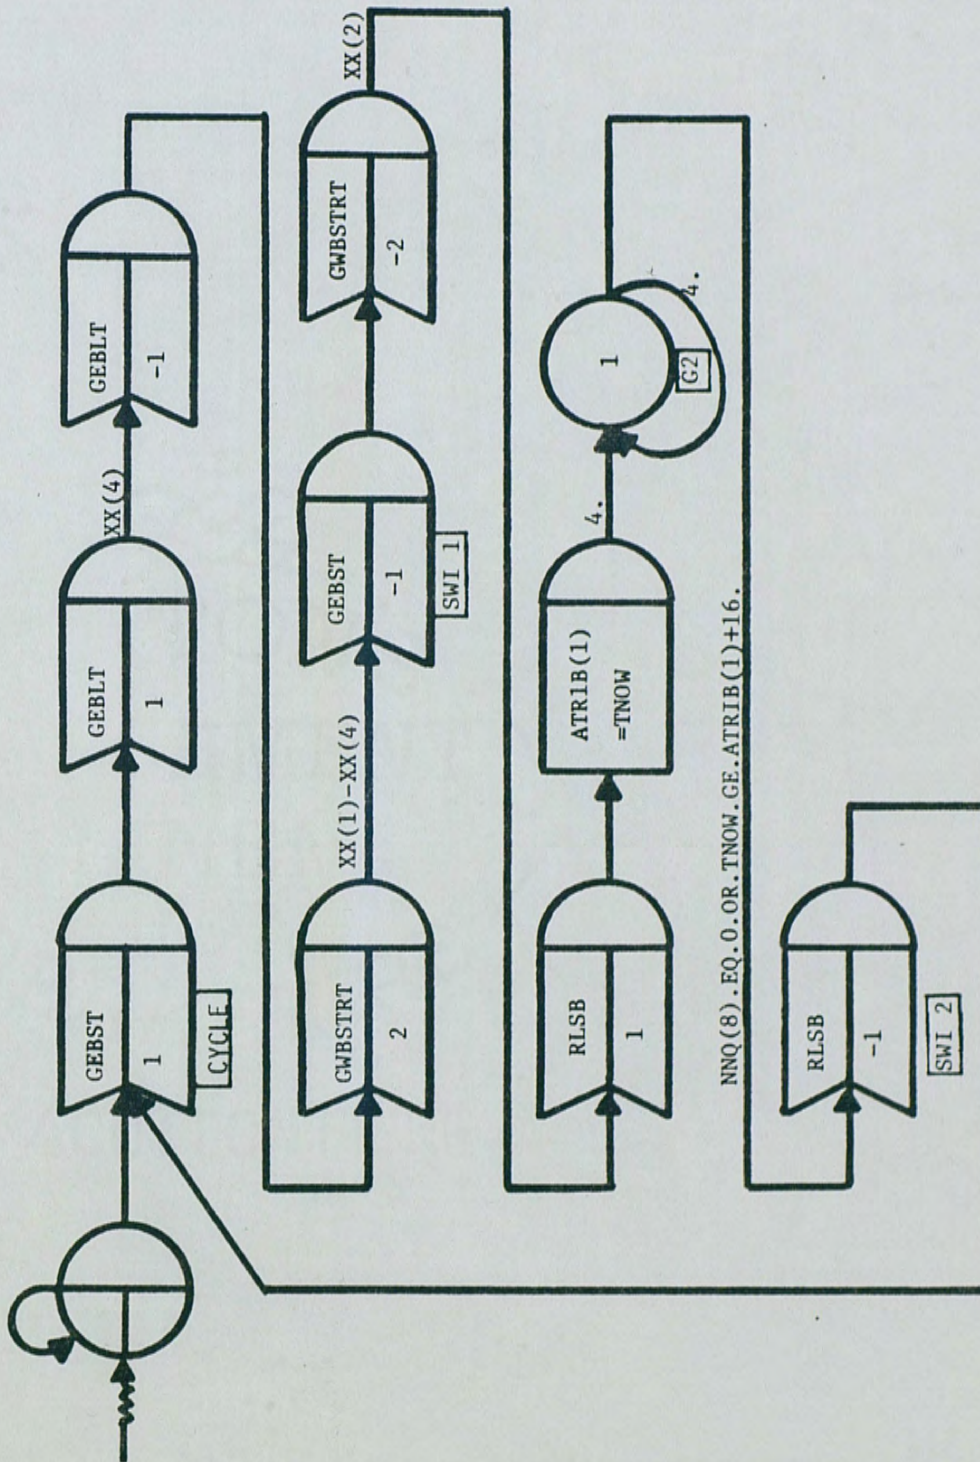 GEBST
1
CYCLE
GEBLT
1
XX(4)
GEBLT
-1
GWBSTRT
2
XX(1)-XX(4)
GEBST
-1
SWI 1
GWBSTRT
-2
XX(2)
RLSB
1
ATRIB(1)
=TNOW
4.
1
G2
4.
NNQ(8).EQ.0.OR.TNOW.GE.ATRIB(1)+16.
RLSB
-1
SWI 2